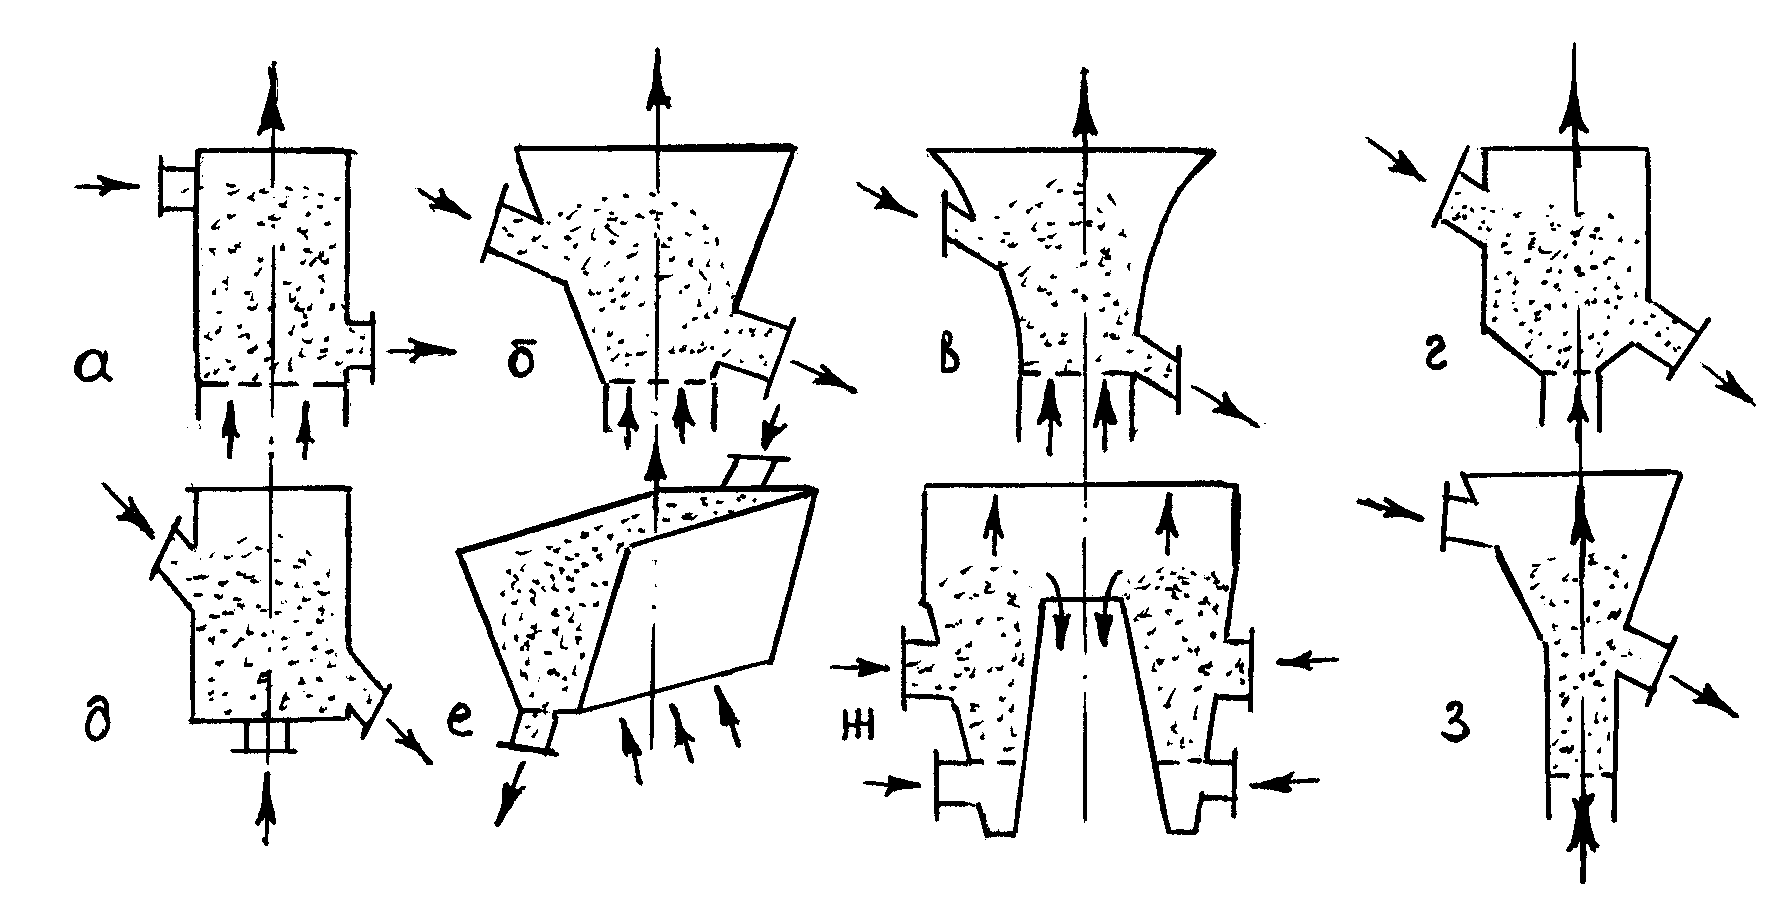 а б в г
д е ж з